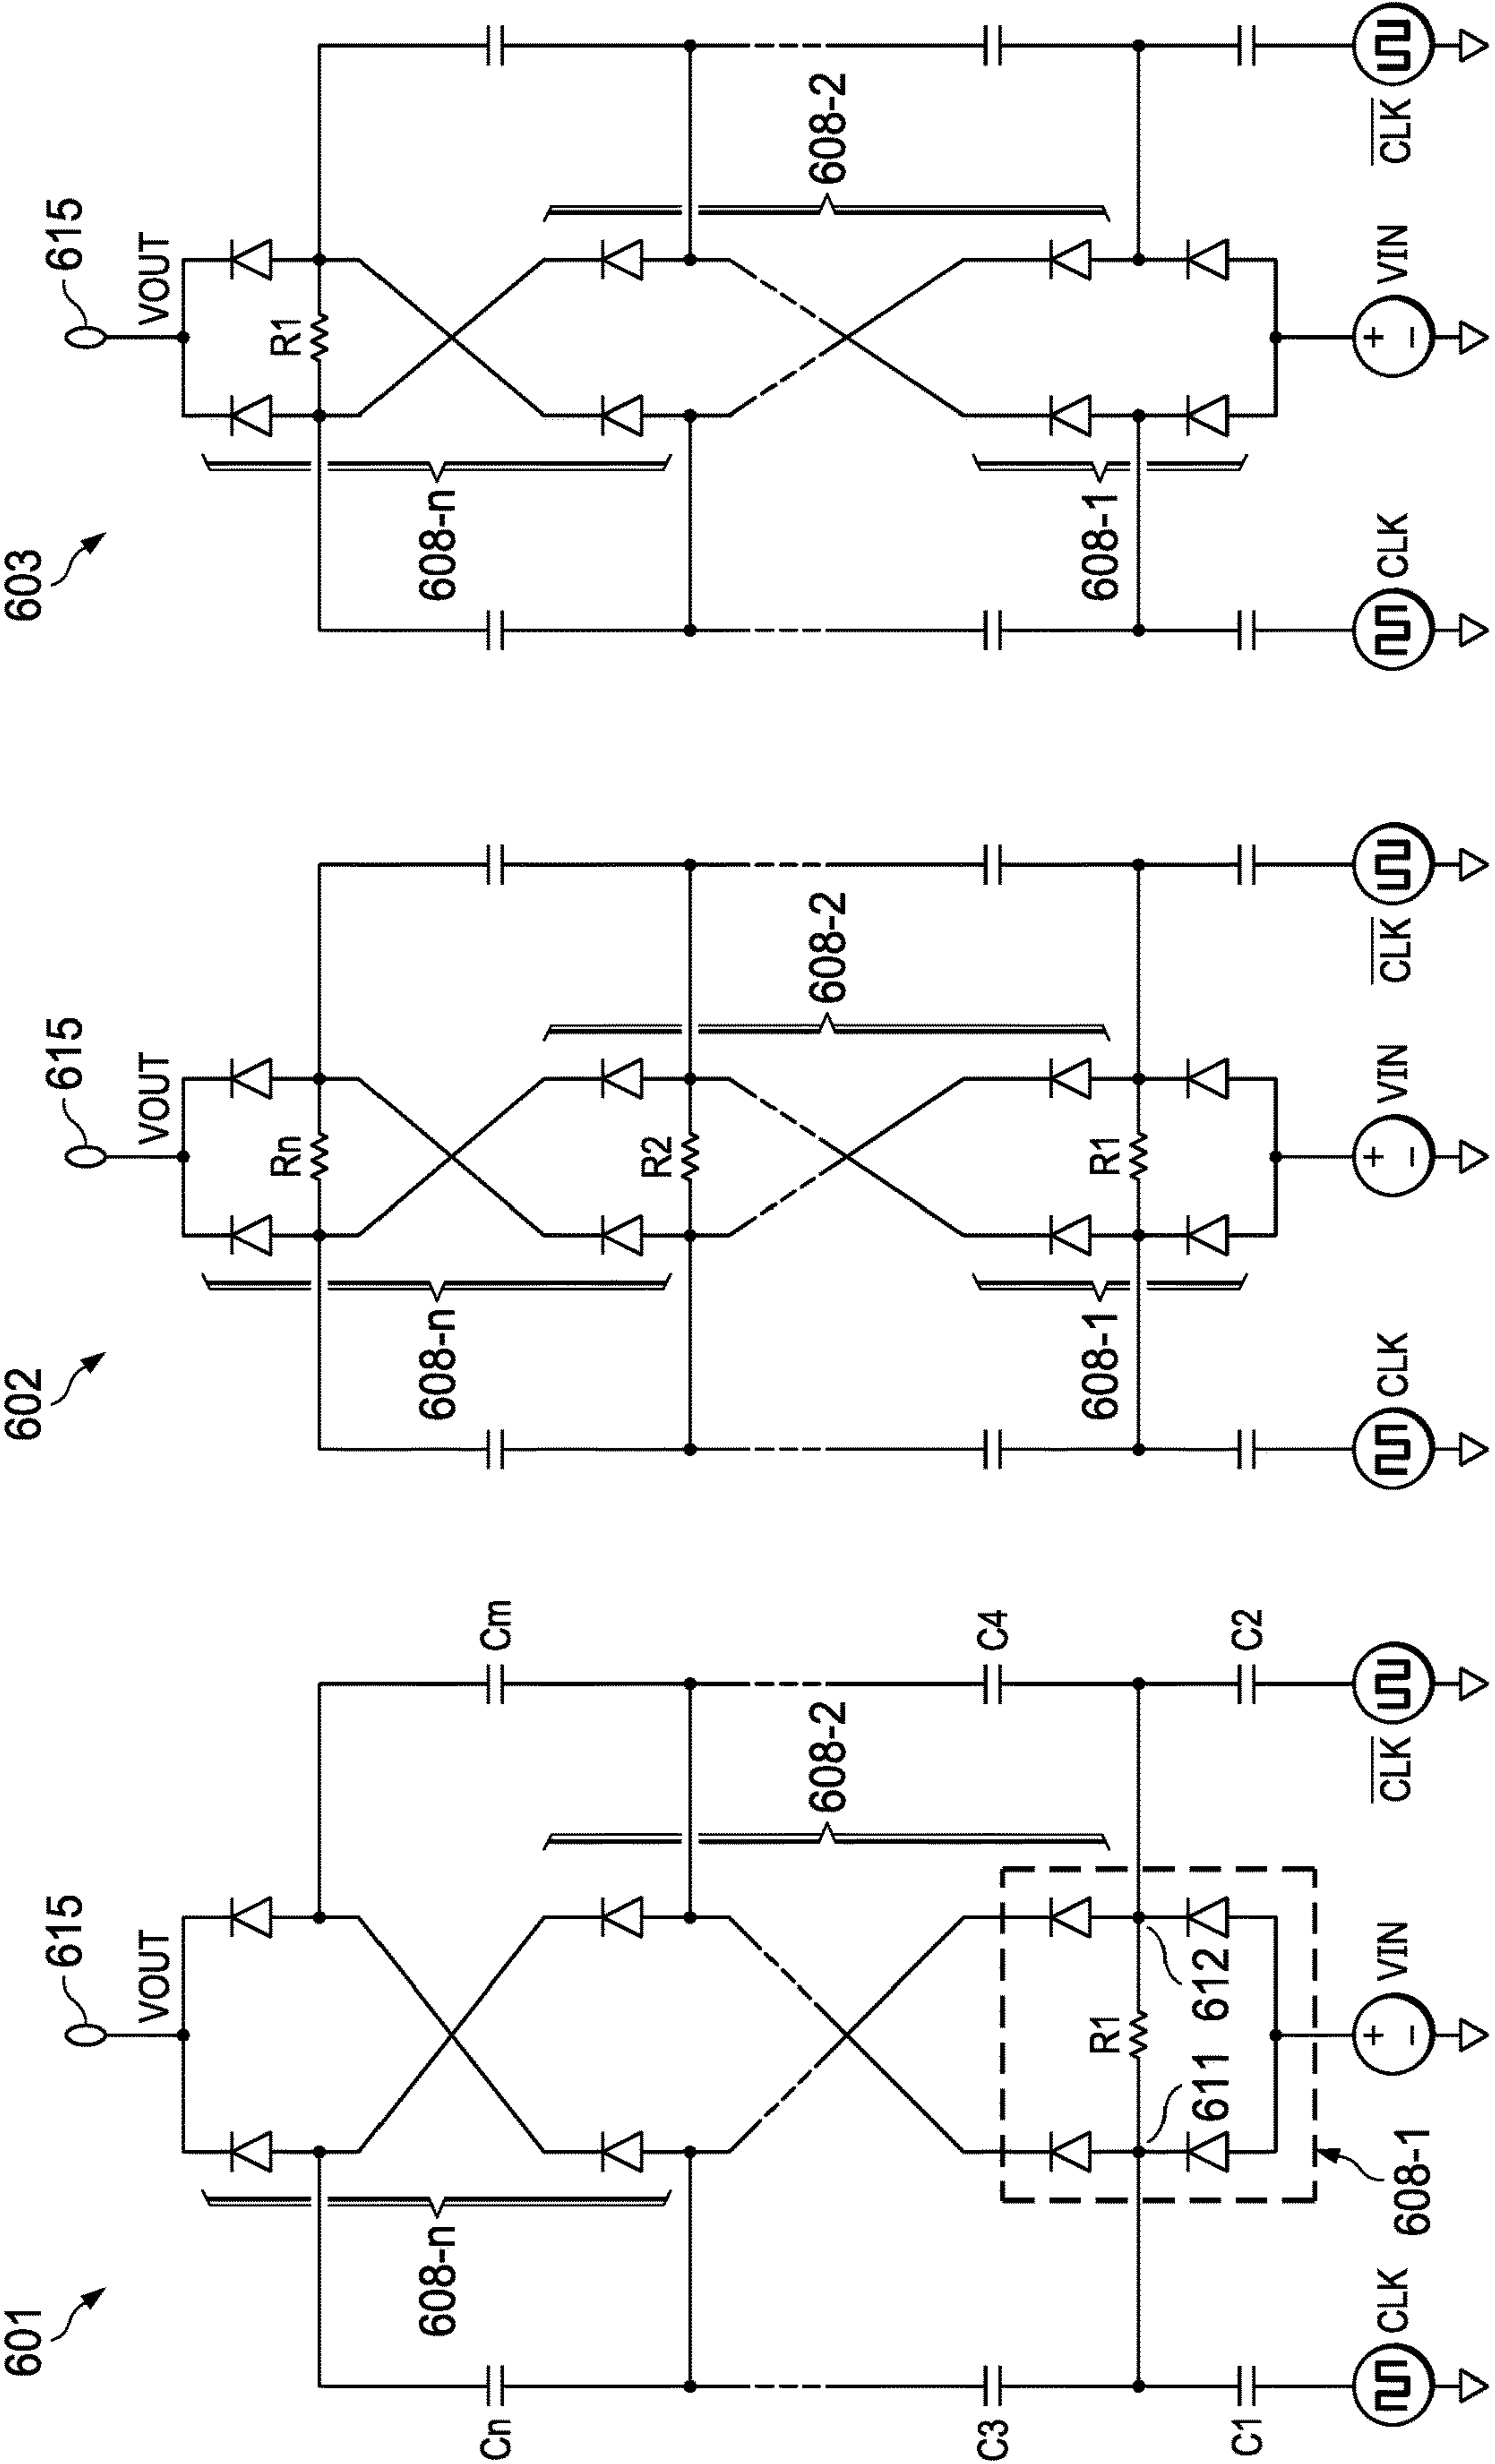 601
615
VOUT
608-n
Cn
Cm
608-2
C3
C4
R1
611
612
C1
C2
608-1
CLK
VIN
CLK
602
615
VOUT
Rn
608-n
R2
608-2
R1
608-1
CLK
VIN
CLK
603
615
VOUT
R1
608-n
608-2
608-1
CLK
VIN
CLK